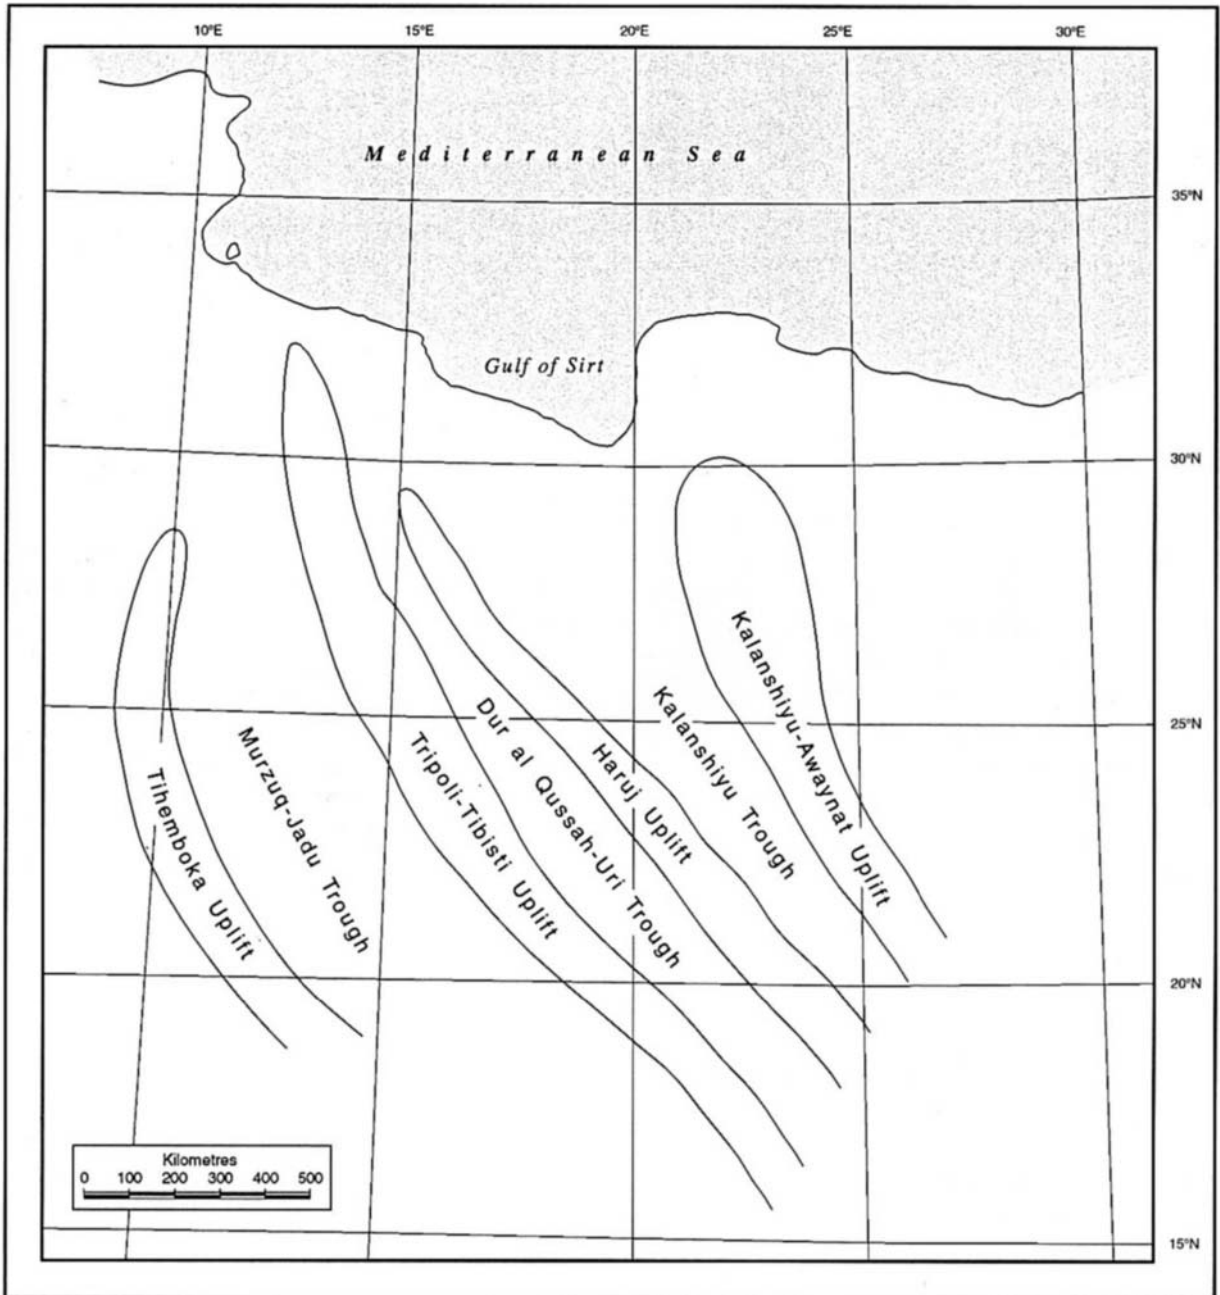 10°E 15°E 20°E 25°E 30°E
Mediterranean Sea
35°N
Gulf of Sirt
30°N
25°N
Tihemboka Uplift
Murzuq-Jadu Trough
Tripoli-Tibisti Uplift
Dur al Qussah-Uri Trough
Haruj Uplift
Kalanshiyu Trough
Kalanshiyu-Awaynat Uplift
20°N
Kilometres
0 100 200 300 400 500
15°N